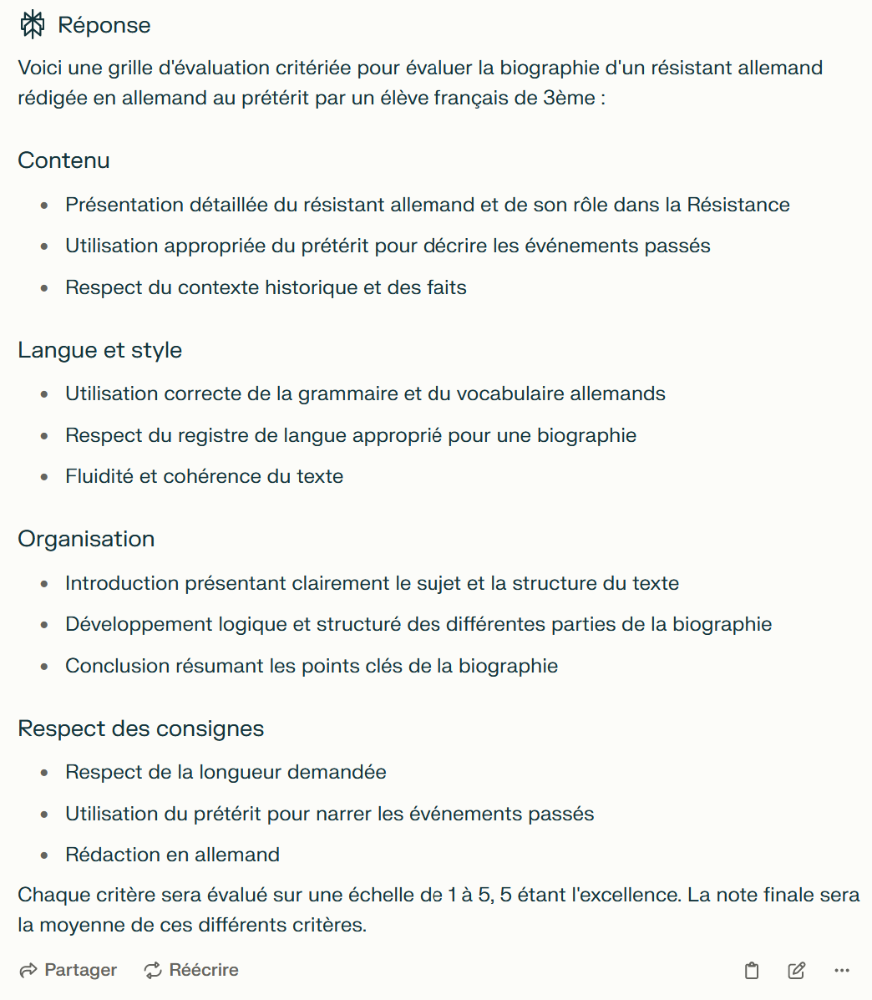 Réponse
Voici une grille d'évaluation critériée pour évaluer la biographie d'un résistant allemand
rédigée en allemand au prétérit par un élève français de 3ème :
Contenu
Présentation détaillée du résistant allemand et de son rôle dans la Résistance
Utilisation appropriée du prétérit pour décrire les événements passés
Respect du contexte historique et des faits
Langue et style
Utilisation correcte de la grammaire et du vocabulaire allemands
Respect du registre de langue approprié pour une biographie
Fluidité et cohérence du texte
Organisation
Introduction présentant clairement le sujet et la structure du texte
Développement logique et structuré des différentes parties de la biographie
Conclusion résumant les points clés de la biographie
Respect des consignes
Respect de la longueur demandée
Utilisation du prétérit pour narrer les événements passés
Rédaction en allemand
Chaque critère sera évalué sur une échelle de 1 à 5, 5 étant l'excellence. La note finale sera
la moyenne de ces différents critères.
Partager Réécrire